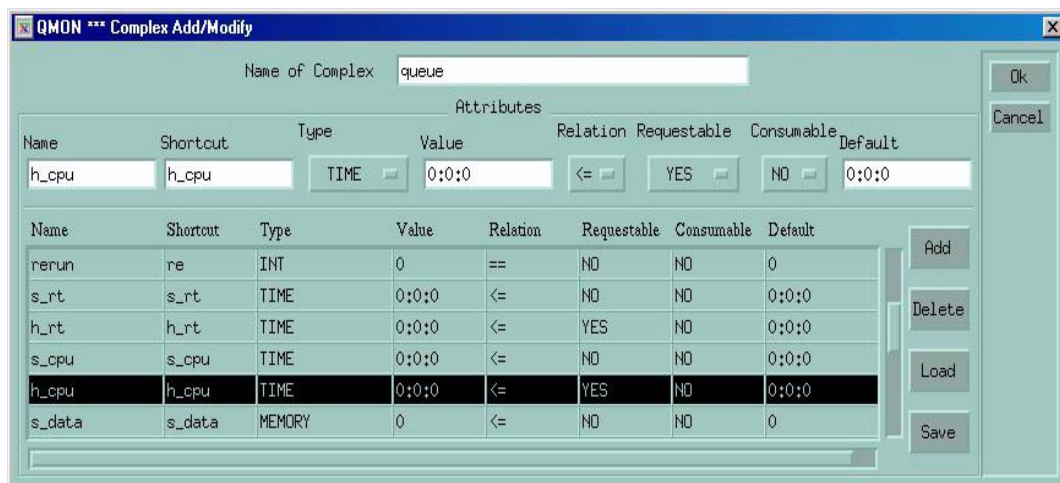 QMON *** Complex Add/Modify
Name of Complex queue
Ok
Cancel
Attributes
Name Shortcut Type Value Relation Requestable Consumable Default
h_cpu h_cpu TIME 0:0:0 <= YES NO 0:0:0
Name Shortcut Type Value Relation Requestable Consumable Default
rerun re INT 0 == NO NO 0
s_rt s_rt TIME 0:0:0 <= NO NO 0:0:0
h_rt h_rt TIME 0:0:0 <= YES NO 0:0:0
s_cpu s_cpu TIME 0:0:0 <= NO NO 0:0:0
h_cpu h_cpu TIME 0:0:0 <= YES NO 0:0:0
s_data s_data MEMORY 0 <= NO NO 0
Add
Delete
Load
Save